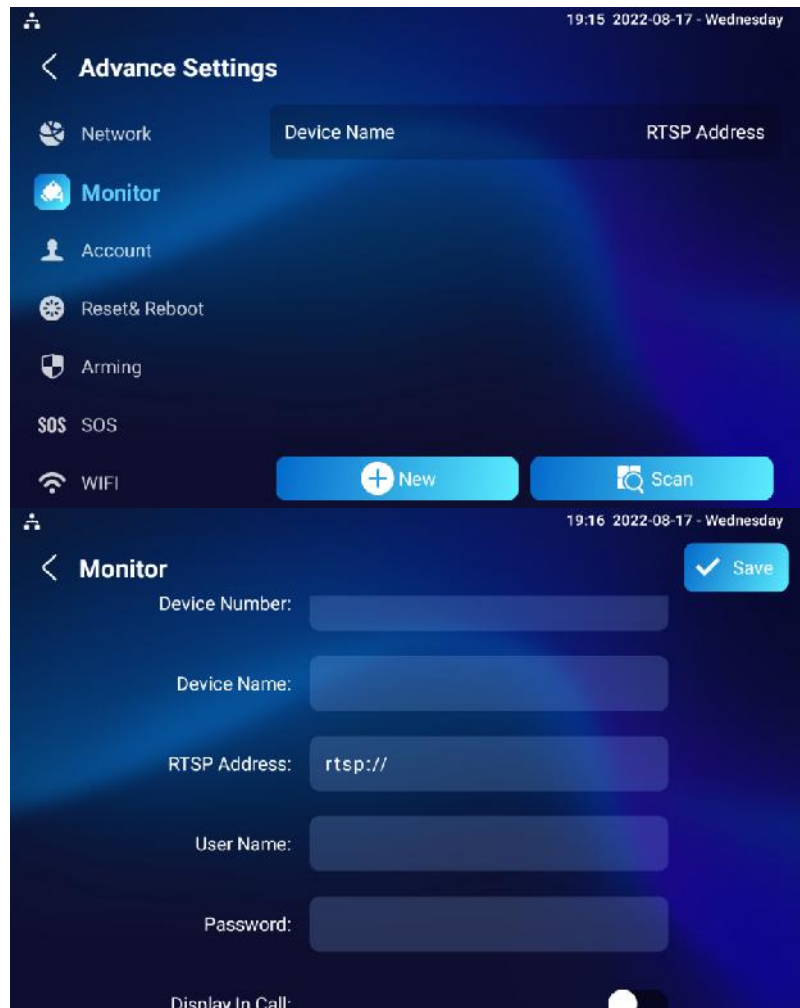 19:15 2022-08-17 - Wednesday
Advance Settings
Network
Device Name RTSP Address
Monitor
Account
Reset& Reboot
Arming
SOS SOS
WIFI
New
Scan
19:16 2022-08-17 - Wednesday
Monitor
Save
Device Number:
Device Name:
RTSP Address: rtsp://
User Name:
Password:
Display In Call: